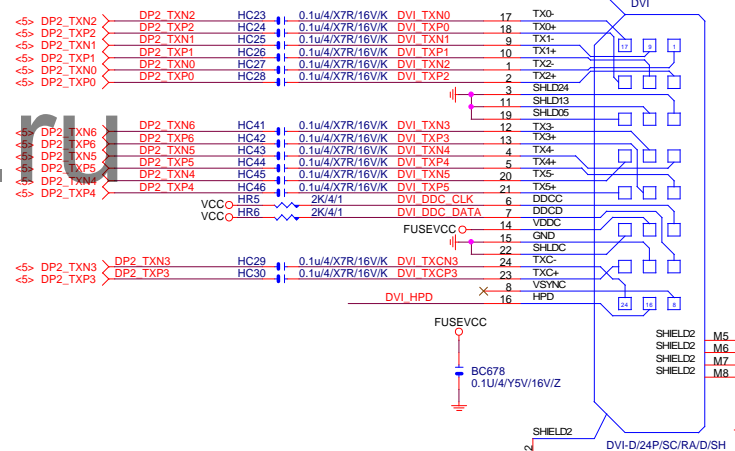 DVI
<5> DP2_TXN2 DP2_TXN2 HC23 0.1u/4/X7R/16V/K DVI_TXN0 17 TX0-
<5> DP2_TXP2 DP2_TXP2 HC24 0.1u/4/X7R/16V/K DVI_TXP0 18 TX0+
<5> DP2_TXN1 DP2_TXN1 HC25 0.1u/4/X7R/16V/K DVI_TXN1 9 TX1- 17 9 1
<5> DP2_TXP1 DP2_TXP1 HC26 0.1u/4/X7R/16V/K DVI_TXP1 10 TX1+
<5> DP2_TXN0 DP2_TXN0 HC27 0.1u/4/X7R/16V/K DVI_TXN2 1 TX2-
<5> DP2_TXP0 DP2_TXP0 HC28 0.1u/4/X7R/16V/K DVI_TXP2 2 TX2+
3 SHLD24
11 SHLD13
19 SHLD05
.ru
<5> DP2_TXN6 DP2_TXN6 HC41 0.1u/4/X7R/16V/K DVI_TXN3 12 TX3-
<5> DP2_TXP6 DP2_TXP6 HC42 0.1u/4/X7R/16V/K DVI_TXP3 13 TX3+
<5> DP2_TXN5 DP2_TXN5 HC43 0.1u/4/X7R/16V/K DVI_TXN4 4 TX4-
<5> DP2_TXP5 DP2_TXP5 HC44 0.1u/4/X7R/16V/K DVI_TXP4 5 TX4+
<5> DP2_TXN4 DP2_TXN4 HC45 0.1u/4/X7R/16V/K DVI_TXN5 20 TX5-
<5> DP2_TXP4 DP2_TXP4 HC46 0.1u/4/X7R/16V/K DVI_TXP5 21 TX5+
VCC HR5 2K/4/1 DVI_DDC_CLK 6 DDCC
VCC HR6 2K/4/1 DVI_DDC_DATA 7 DDCD
FUSEVCC 14 VDDC
15 GND
22 SHLDC
<5> DP2_TXN3 DP2_TXN3 HC29 0.1u/4/X7R/16V/K DVI_TXCN3 24 TXC-
<5> DP2_TXP3 DP2_TXP3 HC30 0.1u/4/X7R/16V/K DVI_TXCP3 23 TXC+
8 VSYNC
DVI_HPD 16 HPD 24 16 8
FUSEVCC
SHIELD2 M5
SHIELD2 M6
SHIELD2 M7
SHIELD2 M8
BC678
0.1U/4/Y5V/16V/Z
SHIELD2
2
DVI-D/24P/SC/RA/D/SH